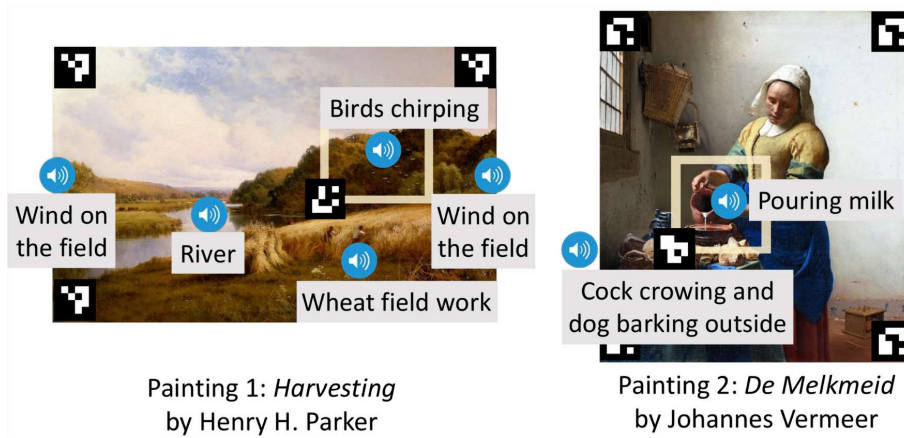 Birds chirping
Wind on
the field
River
Wind on
the field
Wheat field work
Pouring milk
Cock crowing and
dog barking outside
Painting 1: Harvesting
by Henry H. Parker
Painting 2: De Melkmeid
by Johannes Vermeer